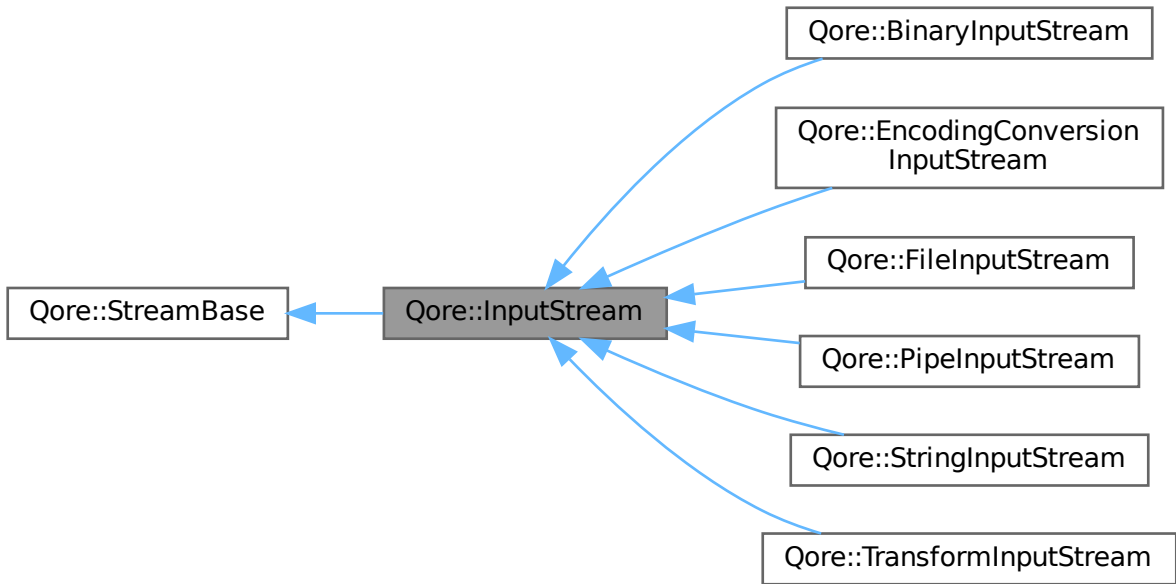 Qore::StreamBase
Qore::InputStream
Qore::BinaryInputStream
Qore::EncodingConversion
InputStream
Qore::FileInputStream
Qore::PipeInputStream
Qore::StringInputStream
Qore::TransformInputStream